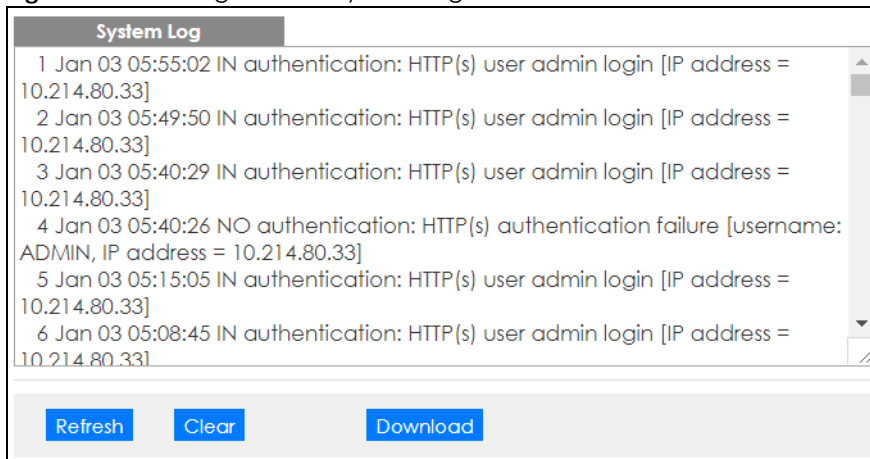 System Log
1 Jan 03 05:55:02 IN authentication: HTTP(s) user admin login [IP address =
10.214.80.33]
2 Jan 03 05:49:50 IN authentication: HTTP(s) user admin login [IP address =
10.214.80.33]
3 Jan 03 05:40:29 IN authentication: HTTP(s) user admin login [IP address =
10.214.80.33]
4 Jan 03 05:40:26 NO authentication: HTTP(s) authentication failure [username:
ADMIN, IP address = 10.214.80.33]
5 Jan 03 05:15:05 IN authentication: HTTP(s) user admin login [IP address =
10.214.80.33]
6 Jan 03 05:08:45 IN authentication: HTTP(s) user admin login [IP address =
10.214.80.33]
Refresh Clear Download